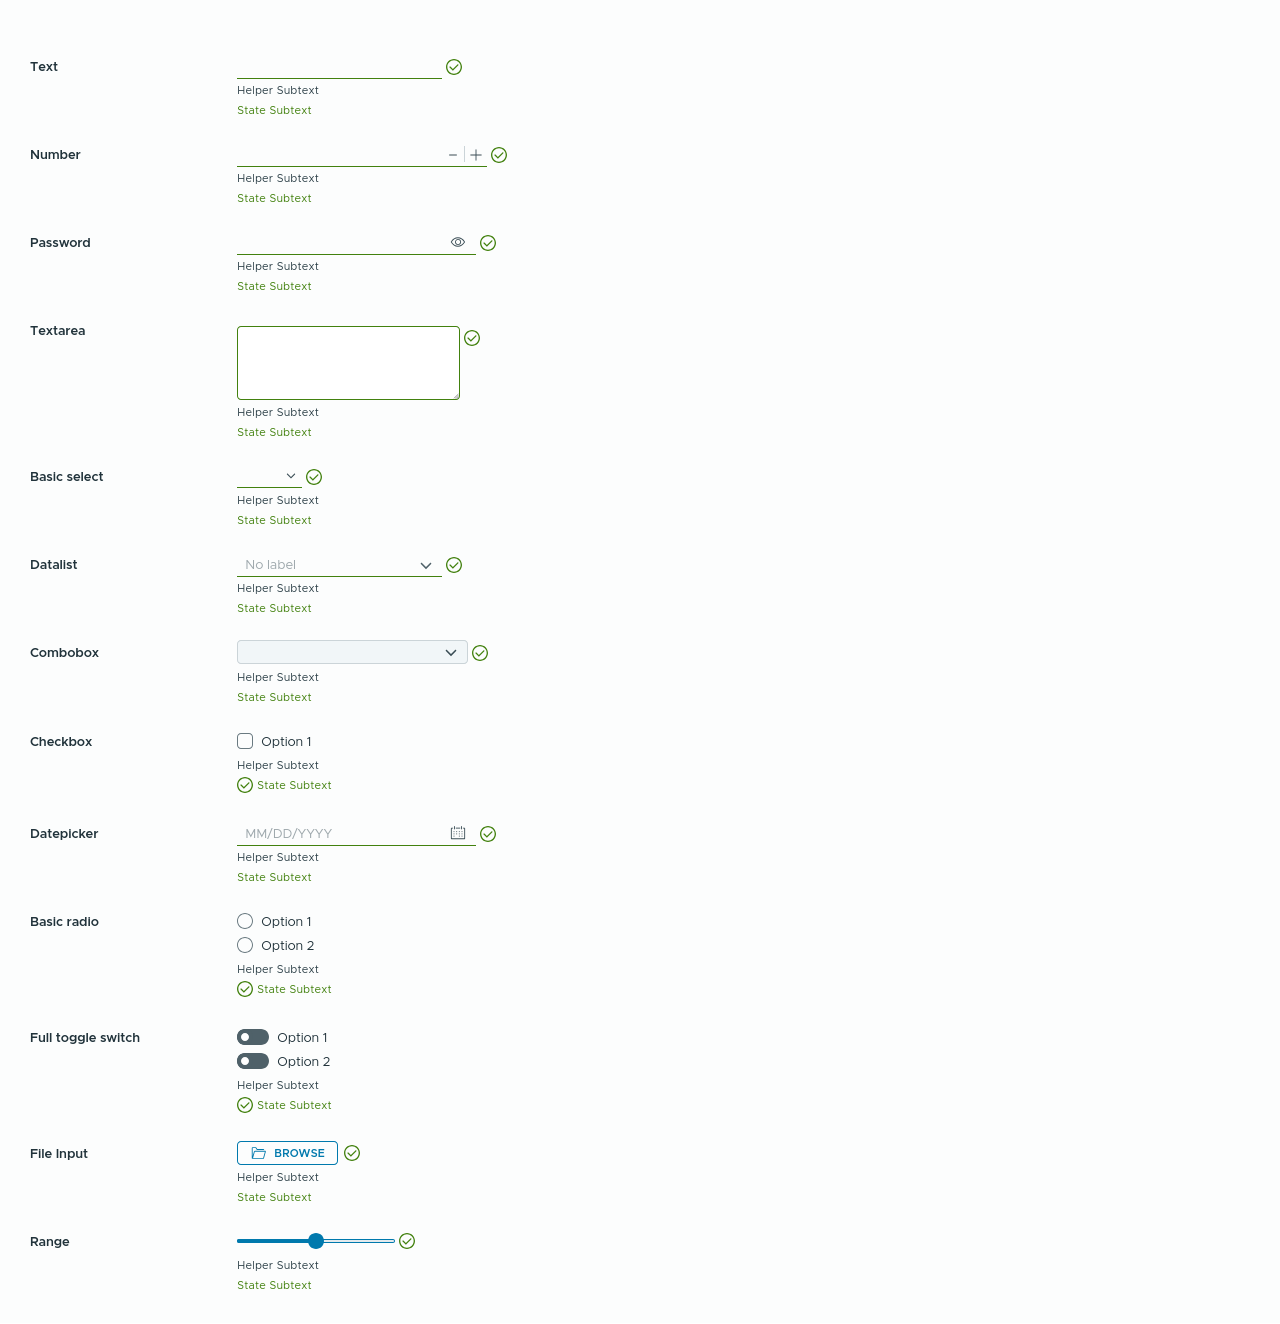 Text
Helper Subtext
State Subtext
Number
Helper Subtext
State Subtext
Password
Helper Subtext
State Subtext
Textarea
Helper Subtext
State Subtext
Basic select
Helper Subtext
State Subtext
Datalist No label
Helper Subtext
State Subtext
Combobox
Helper Subtext
State Subtext
Checkbox Option 1
Helper Subtext
State Subtext
Datepicker MM/DD/YYYY
Helper Subtext
State Subtext
Basic radio Option 1
Option 2
Helper Subtext
State Subtext
Full toggle switch Option 1
Option 2
Helper Subtext
State Subtext
File Input BROWSE
Helper Subtext
State Subtext
Range
Helper Subtext
State Subtext